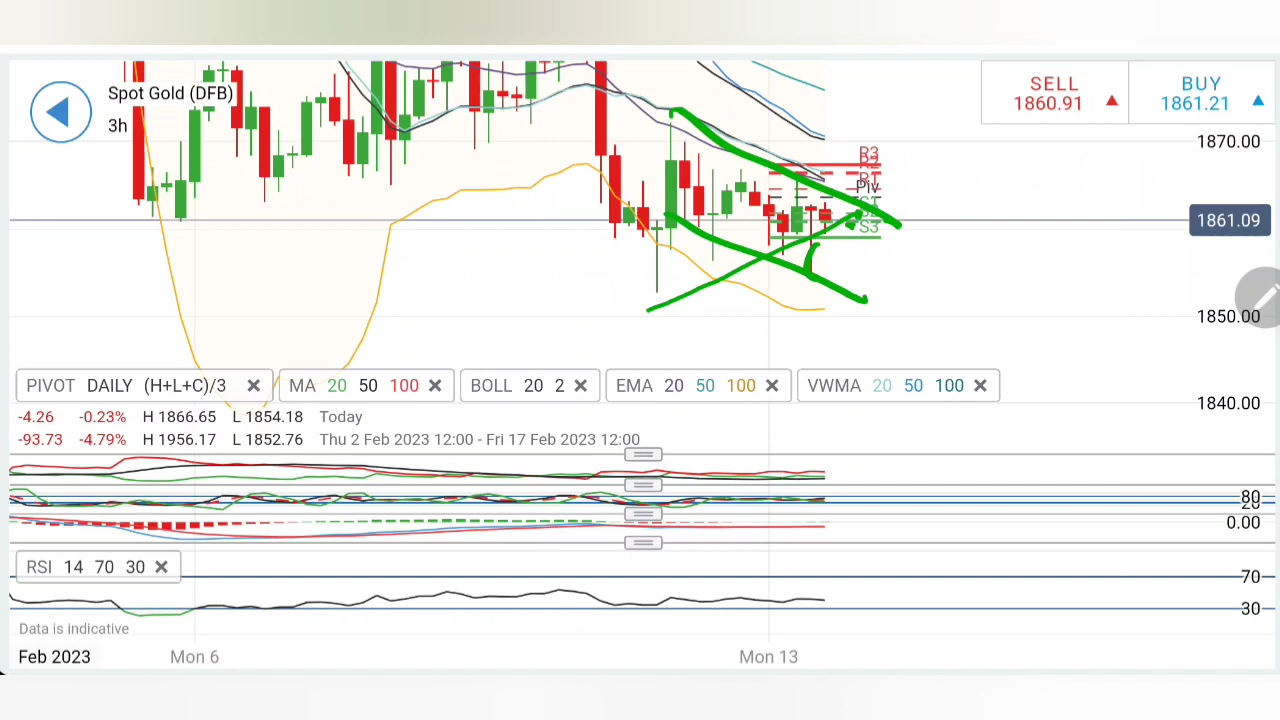 Spot Gold (DFB)
3h
SELL
1860.91
BUY
1861.21
1870.00
R3
R2
R1
Piv
S1
S2
S3
1861.09
1850.00
PIVOT DAILY (H+L+C)/3
MA 20 50 100
BOLL 20 2
EMA 20 50 100
VWMA 20 50 100
1840.00
-4.26 -0.23% H 1866.65 L 1854.18 Today
-93.73 -4.79% H 1956.17 L 1852.76 Thu 2 Feb 2023 12:00 - Fri 17 Feb 2023 12:00
80
20
0.00
RSI 14 70 30
70
30
Data is indicative
Feb 2023 Mon 6 Mon 13